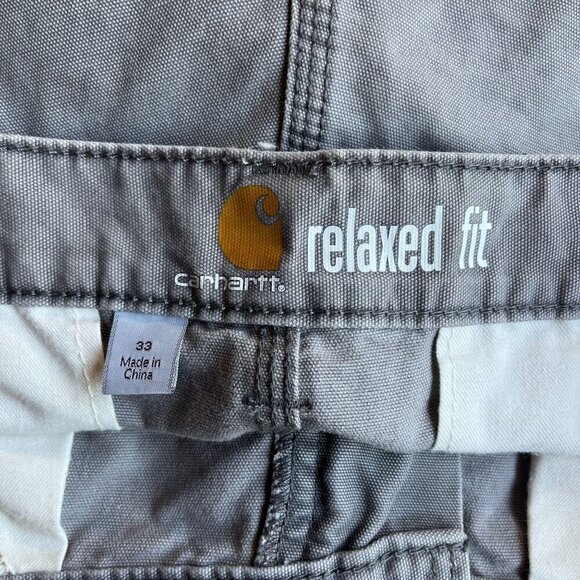 relaxed fit
carhartt.
33
Made in
China